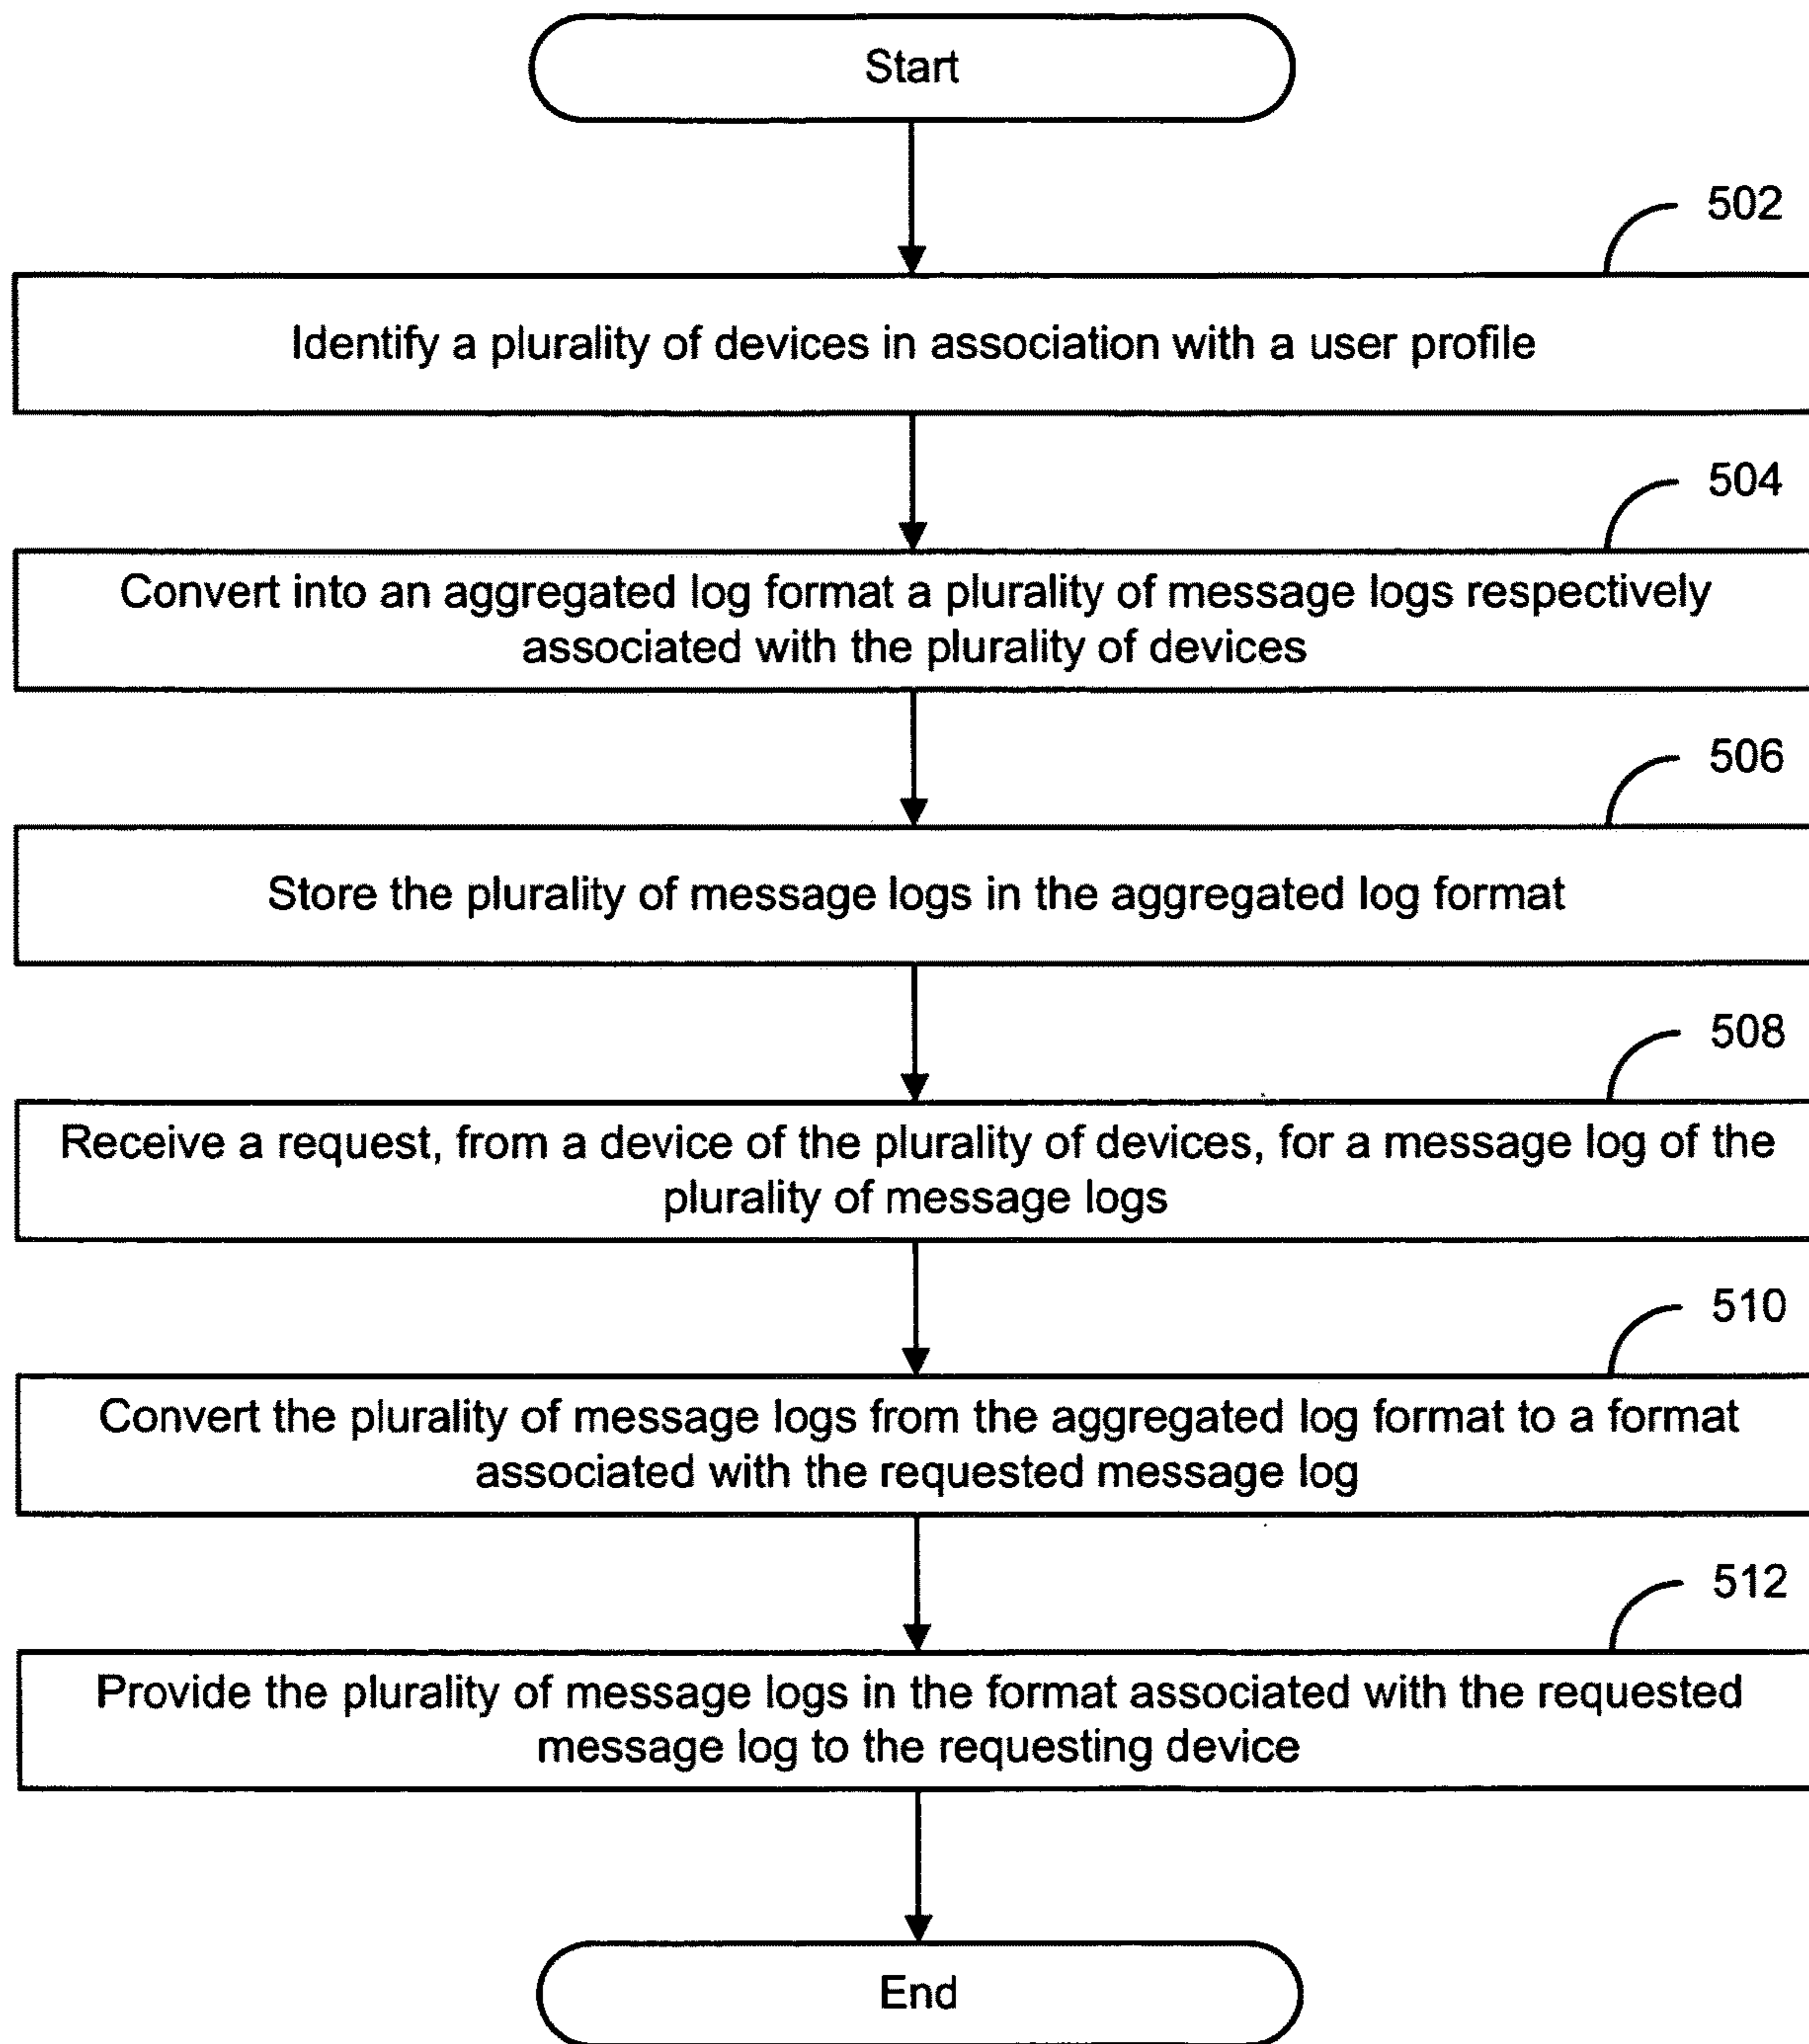 Start
502
Identify a plurality of devices in association with a user profile
504
Convert into an aggregated log format a plurality of message logs respectively
associated with the plurality of devices
506
Store the plurality of message logs in the aggregated log format
508
Receive a request, from a device of the plurality of devices, for a message log of the
plurality of message logs
510
Convert the plurality of message logs from the aggregated log format to a format
associated with the requested message log
512
Provide the plurality of message logs in the format associated with the requested
message log to the requesting device
End